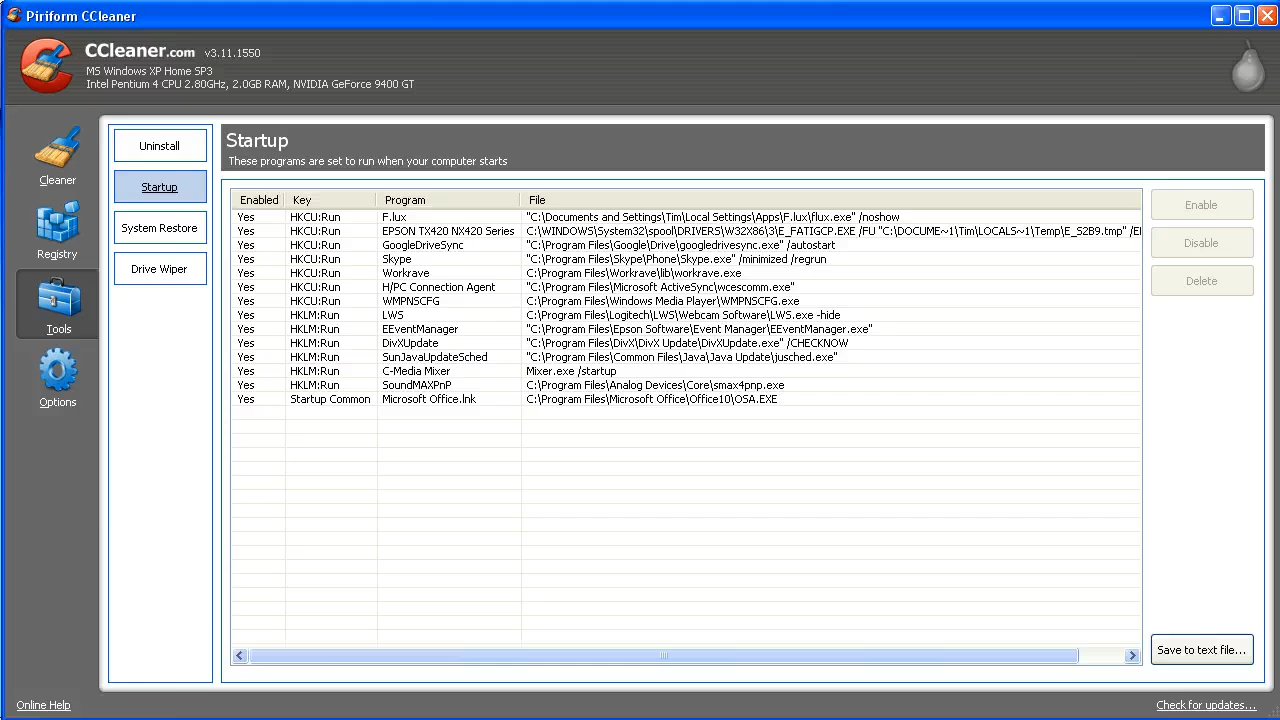 Piriform CCleaner
CCleaner.com v3.11.1550
MS Windows XP Home SP3
Intel Pentium 4 CPU 2.80GHz, 2.0GB RAM, NVIDIA GeForce 9400 GT
Cleaner
Registry
Tools
Options
Uninstall
Startup
System Restore
Drive Wiper
Startup
These programs are set to run when your computer starts
Enabled Key Program File
Yes HKCU:Run F.lux "C:\Documents and Settings\Tim\Local Settings\Apps\F.lux\flux.exe" /noshow
Yes HKCU:Run EPSON TX420 NX420 Series C:\WINDOWS\System32\spool\DRIVERS\W32X86\3\E_FATIGCP.EXE /FU "C:\DOCUME~1\Tim\LOCALS~1\Temp\E_S2B9.tmp" /El
Yes HKCU:Run GoogleDriveSync "C:\Program Files\Google\Drive\googledrivesync.exe" /autostart
Yes HKCU:Run Skype "C:\Program Files\Skype\Phone\Skype.exe" /minimized /regrun
Yes HKCU:Run Workrave C:\Program Files\Workrave\lib\workrave.exe
Yes HKCU:Run H/PC Connection Agent "C:\Program Files\Microsoft ActiveSync\wcescomm.exe"
Yes HKCU:Run WMPNSCFG C:\Program Files\Windows Media Player\WMPNSCFG.exe
Yes HKLM:Run LWS C:\Program Files\Logitech\LWS\Webcam Software\LWS.exe -hide
Yes HKLM:Run EEventManager "C:\Program Files\Epson Software\Event Manager\EEventManager.exe"
Yes HKLM:Run DivXUpdate "C:\Program Files\DivX\DivX Update\DivXUpdate.exe" /CHECKNOW
Yes HKLM:Run SunJavaUpdateSched "C:\Program Files\Common Files\Java\Java Update\jusched.exe"
Yes HKLM:Run C-Media Mixer Mixer.exe /startup
Yes HKLM:Run SoundMAXPnP C:\Program Files\Analog Devices\Core\smax4pnp.exe
Yes Startup Common Microsoft Office.lnk C:\Program Files\Microsoft Office\Office10\OSA.EXE
Enable
Disable
Delete
Save to text file...
Online Help
Check for updates...